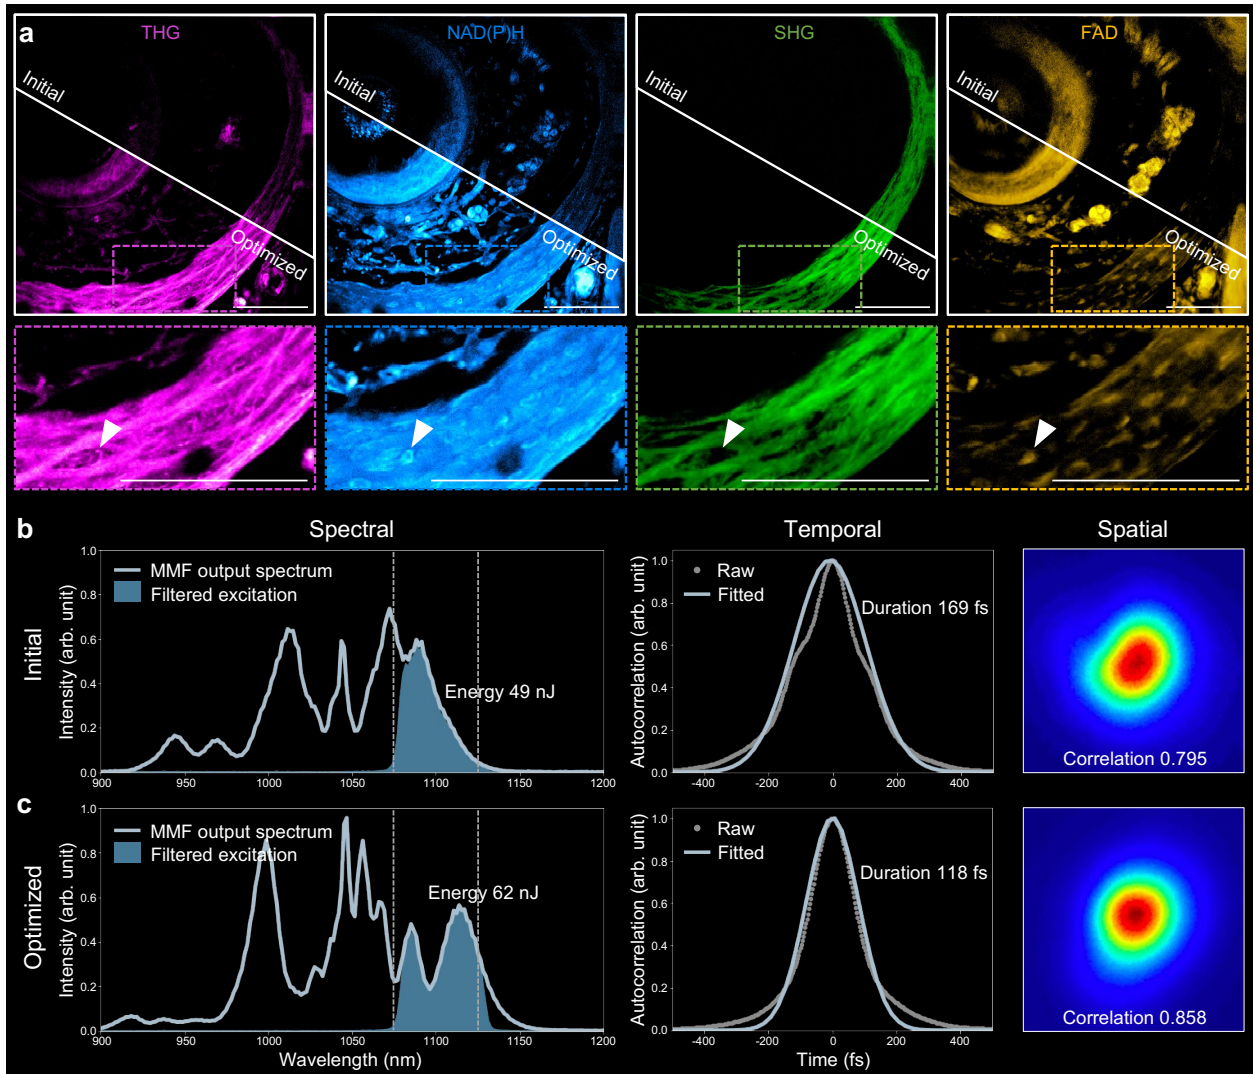 a
THG
NAD(P)H
SHG
FAD
Initial
Optimized
Initial
Optimized
Initial
Optimized
Initial
Optimized
b
Spectral
Temporal
Spatial
Initial
Intensity (arb. unit)
1.0
0.8
0.6
0.4
0.2
0.0
MMF output spectrum
Filtered excitation
Energy 49 nJ
900
950
1000
1050
1100
1150
1200
Autocorrelation (arb. unit)
1.0
0.8
0.6
0.4
0.2
0.0
Raw
Fitted
Duration 169 fs
-400
-200
0
200
400
Correlation 0.795
c
Optimized
Intensity (arb. unit)
1.0
0.8
0.6
0.4
0.2
0.0
MMF output spectrum
Filtered excitation
Energy 62 nJ
900
950
1000
1050
1100
1150
1200
Wavelength (nm)
Autocorrelation (arb. unit)
1.0
0.8
0.6
0.4
0.2
0.0
Raw
Fitted
Duration 118 fs
-400
-200
0
200
400
Time (fs)
Correlation 0.858